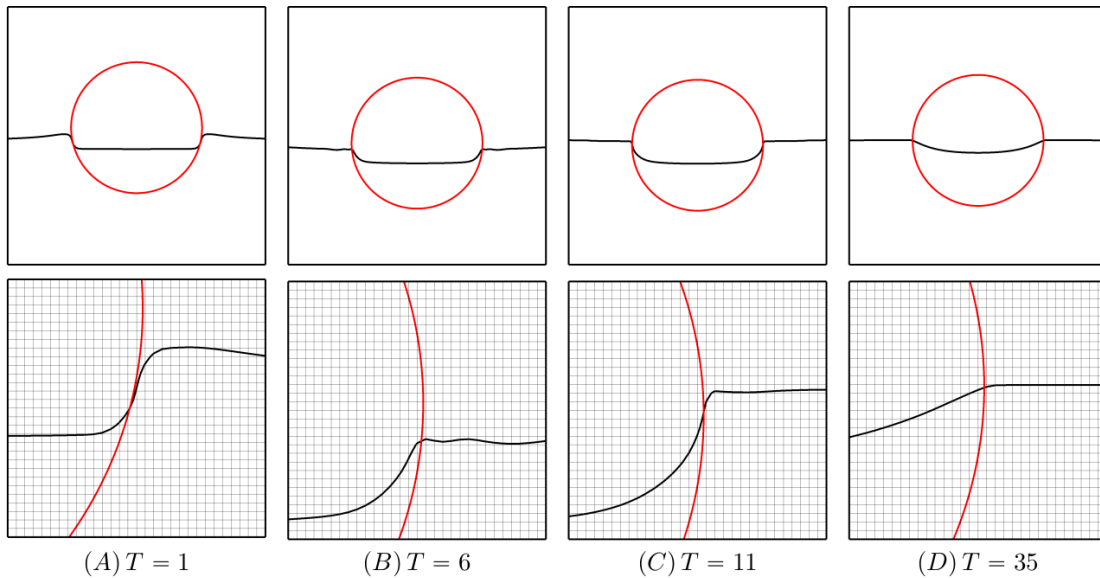 (A) T = 1 (B) T = 6 (C) T = 11 (D) T = 35